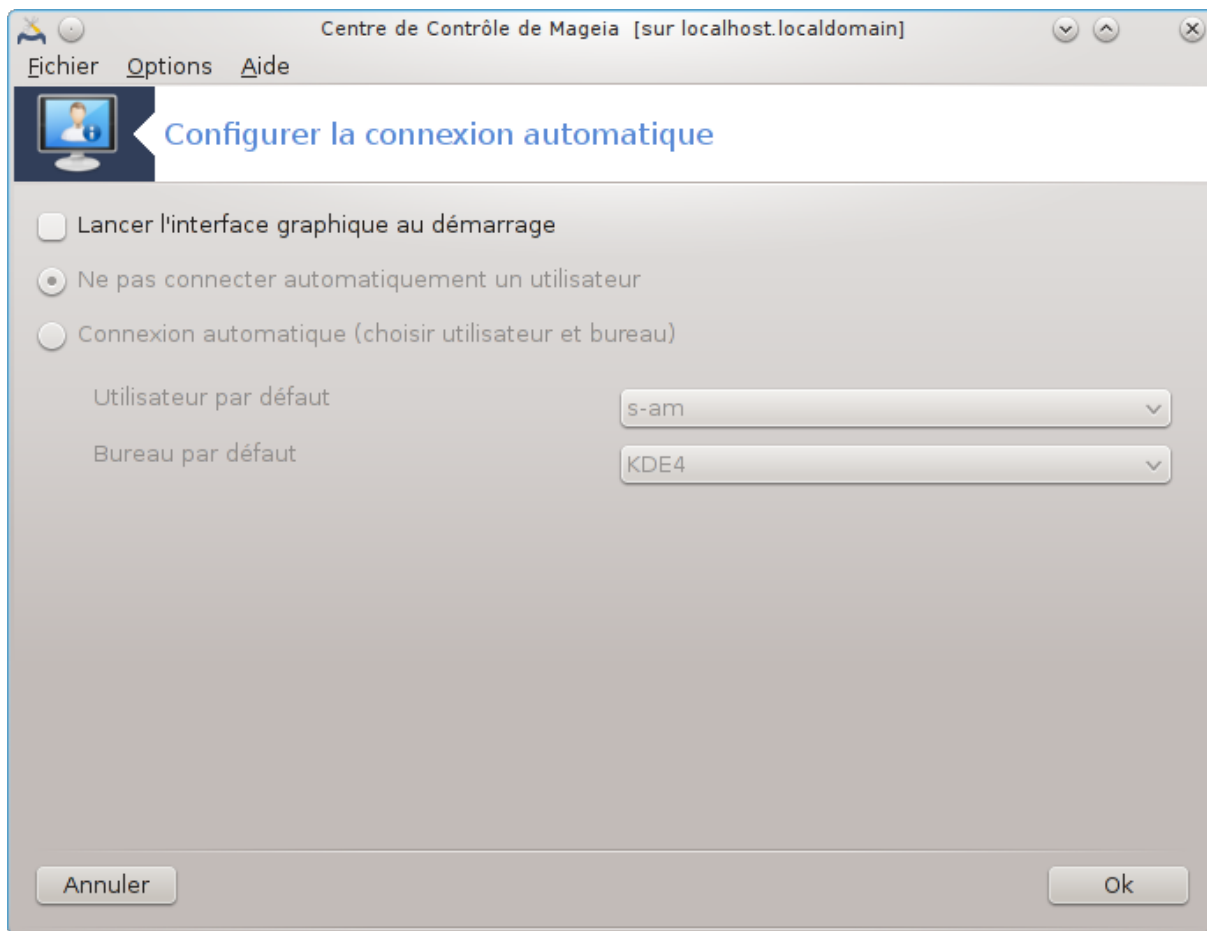 Centre de Contrôle de Mageia [sur localhost.localdomain]
Fichier Options Aide
Configurer la connexion automatique
Lancer l'interface graphique au démarrage
Ne pas connecter automatiquement un utilisateur
Connexion automatique (choisir utilisateur et bureau)
Utilisateur par défaut s-am
Bureau par défaut KDE4
Annuler Ok